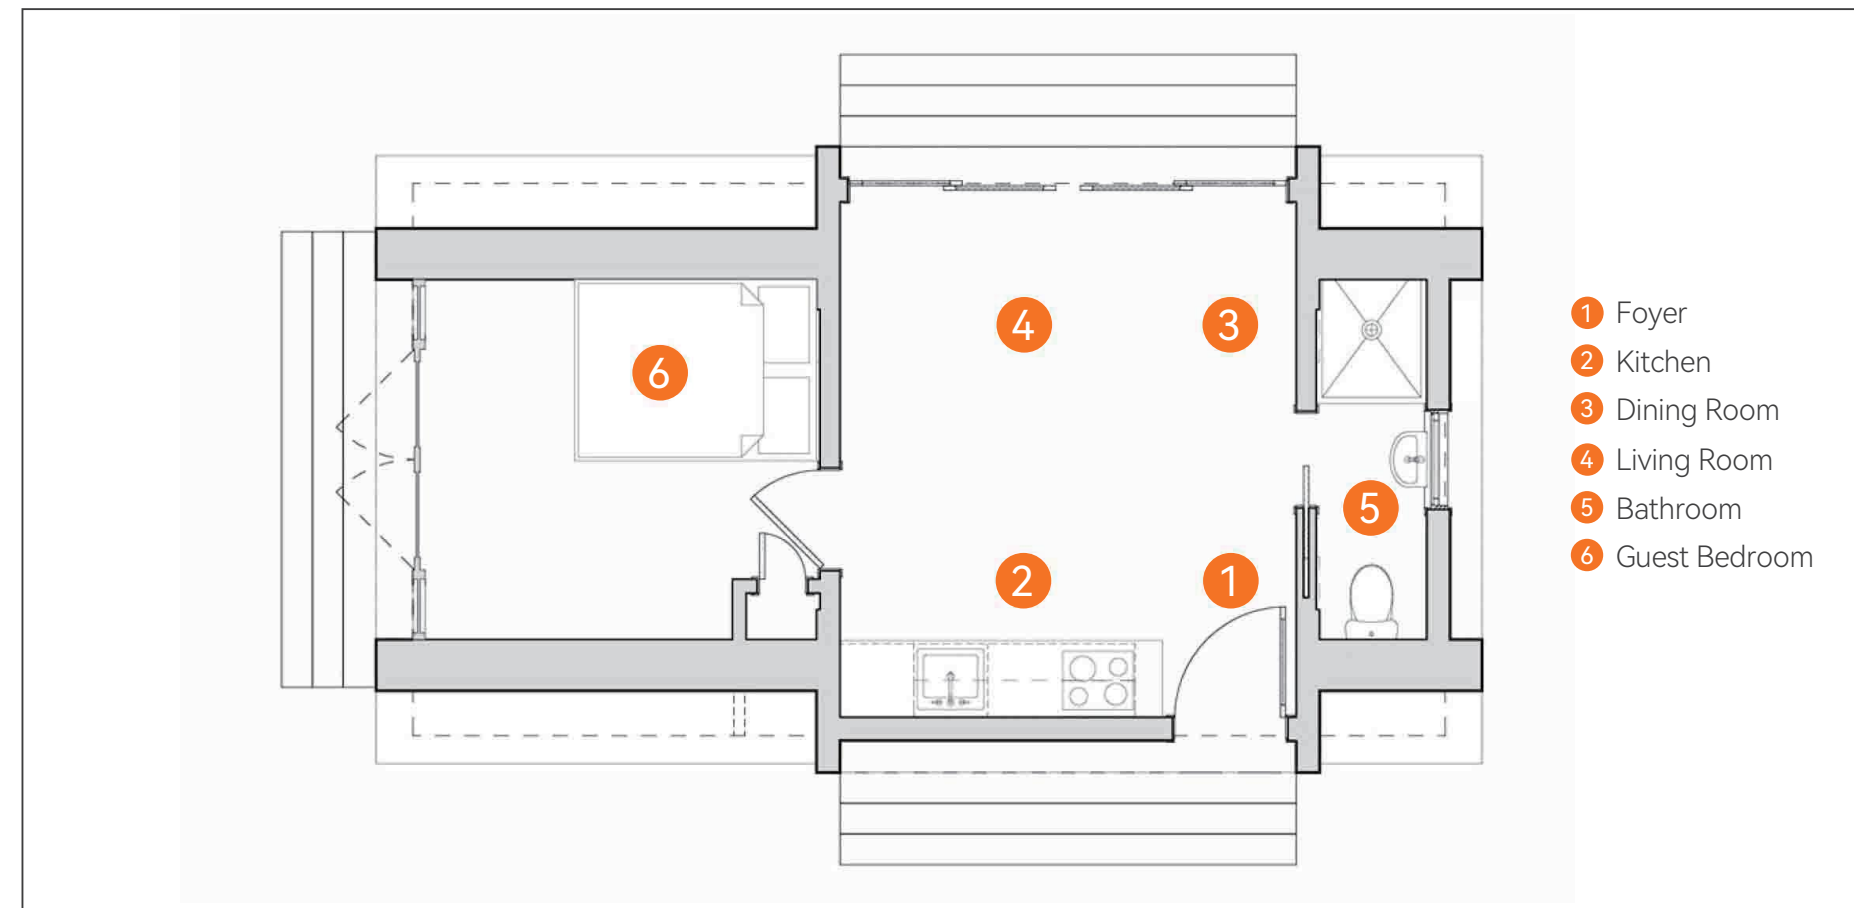 4
3
6
5
2
1
1 Foyer
2 Kitchen
3 Dining Room
4 Living Room
5 Bathroom
6 Guest Bedroom